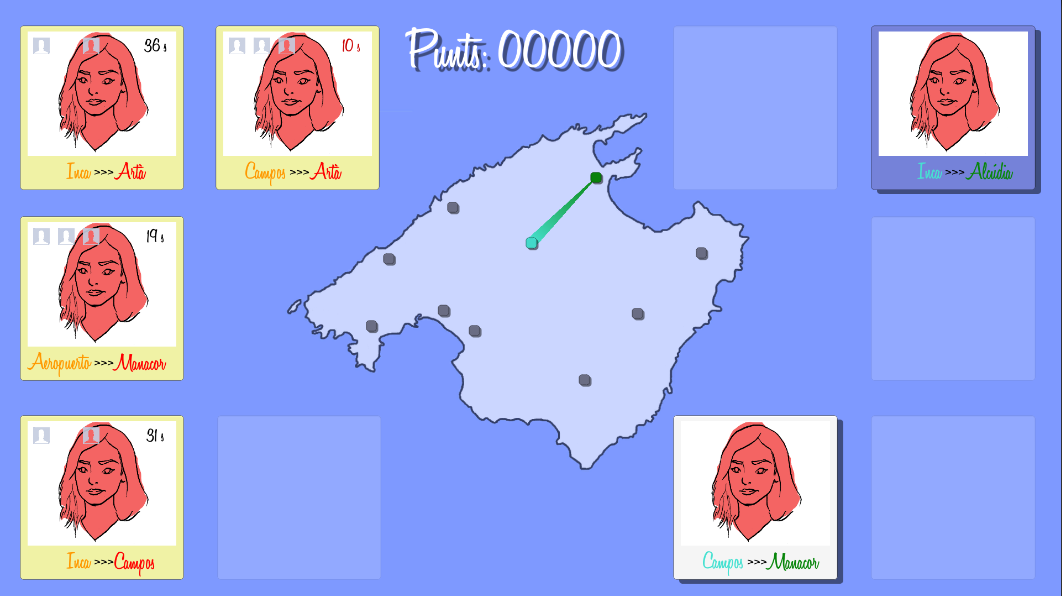 Punts: 00000
36 s
Inca >>> Artà
10 s
Campos >>> Artà
Inca >>> Alcúdia
19 s
Aeropuerto >>> Manacor
31 s
Inca >>> Campos
Campos >>> Manacor